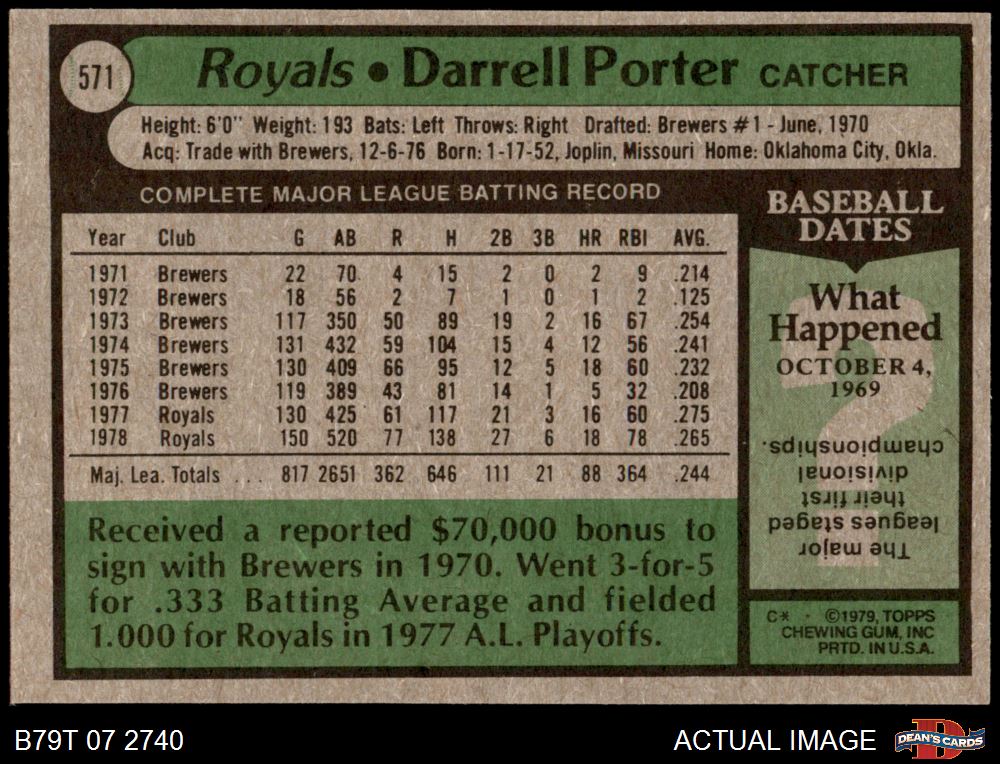 571
Royals • Darrell Porter CATCHER
Height: 6'0" Weight: 193 Bats: Left Throws: Right Drafted: Brewers #1 - June, 1970
Acq: Trade with Brewers, 12-6-76 Born: 1-17-52, Joplin, Missouri Home: Oklahoma City, Okla.
COMPLETE MAJOR LEAGUE BATTING RECORD
Year Club G AB R H 2B 3B HR RBI AVG.
1971 Brewers 22 70 4 15 2 0 2 9 .214
1972 Brewers 18 56 2 7 1 0 1 2 .125
1973 Brewers 117 350 50 89 19 2 16 67 .254
1974 Brewers 131 432 59 104 15 4 12 56 .241
1975 Brewers 130 409 66 95 12 5 18 60 .232
1976 Brewers 119 389 43 81 14 1 5 32 .208
1977 Royals 130 425 61 117 21 3 16 60 .275
1978 Royals 150 520 77 138 27 6 18 78 .265
Maj. Lea. Totals ... 817 2651 362 646 111 21 88 364 .244
Received a reported $70,000 bonus to
sign with Brewers in 1970. Went 3-for-5
for .333 Batting Average and fielded
1.000 for Royals in 1977 A.L. Playoffs.
BASEBALL
DATES
What
Happened
OCTOBER 4,
1969
?
The major
leagues staged
their first
divisional
championships.
C* · ©1979, TOPPS
CHEWING GUM, INC
PRTD. IN U.S.A.
B79T 07 2740
ACTUAL IMAGE
D
DEAN'S CARDS